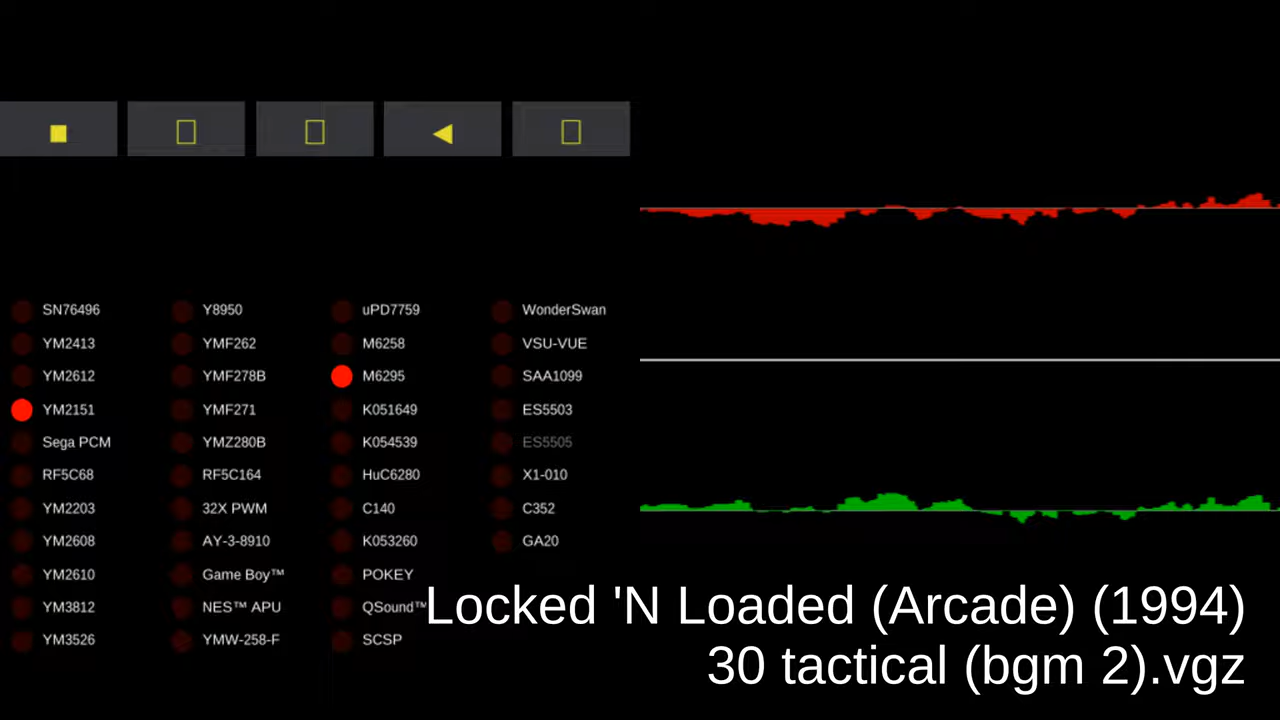 SN76496 Y8950 uPD7759 WonderSwan
YM2413 YMF262 M6258 VSU-VUE
YM2612 YMF278B M6295 SAA1099
YM2151 YMF271 K051649 ES5503
Sega PCM YMZ280B K054539 ES5505
RF5C68 RF5C164 HuC6280 X1-010
YM2203 32X PWM C140 C352
YM2608 AY-3-8910 K053260 GA20
YM2610 Game Boy™ POKEY
YM3812 NES™ APU QSound™
YM3526 YMW-258-F SCSP
Locked 'N Loaded (Arcade) (1994)
30 tactical (bgm 2).vgz